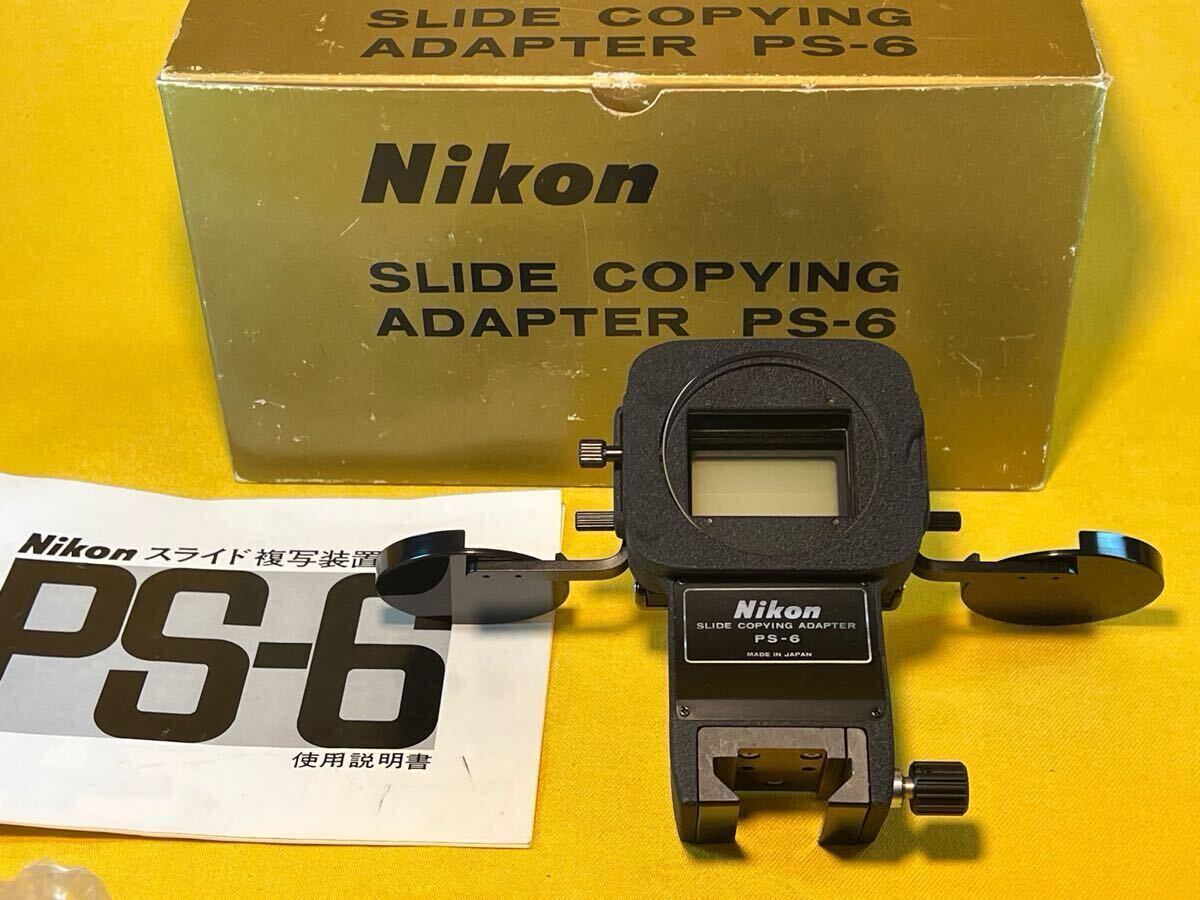 SLIDE COPYING
ADAPTER PS-6
Nikon
SLIDE COPYING
ADAPTER PS-6
Nikon スライド複写装置
PS-6
使用説明書
Nikon
SLIDE COPYING ADAPTER
PS-6
MADE IN JAPAN